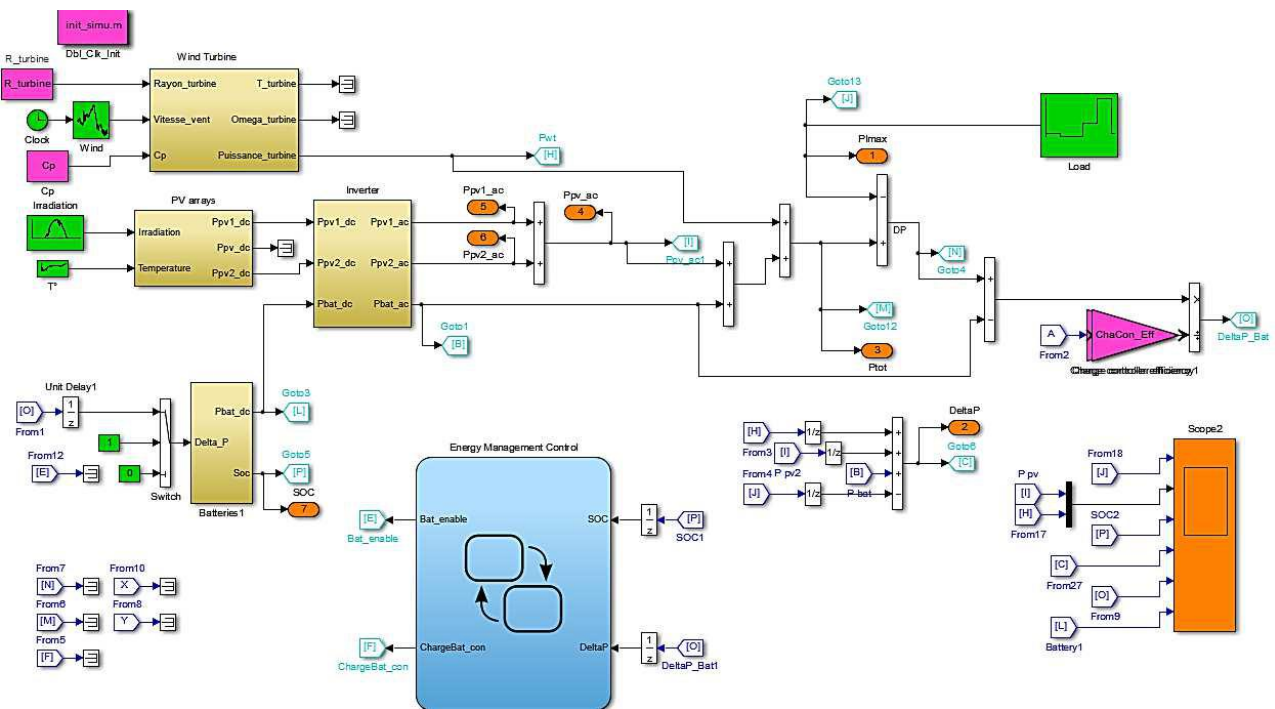 init_simu.m
Dbl_Clk_Init
R_turbine
R_turbine
Wind Turbine
Rayon_turbine
T_turbine
Vitesse_vent
Omega_turbine
Cp
Puissance_turbine
Clock
Wind
Cp
Cp
Pwt
[H]
Goto13
[J]
Plmax
1
Load
Irradiation
T°
PV arrays
Irradiation
Temperature
Ppv1_dc
Ppv_dc
Ppv2_dc
Inverter
Ppv1_dc
Ppv1_ac
Ppv2_dc
Ppv2_ac
Pbat_dc
Pbat_ac
Ppv1_ac
5
6
Ppv2_ac
+
+
Ppv_ac
4
[I]
Ppv_ac1
+
+
+
+
−
+
DP
[N]
Goto4
[M]
Goto12
3
Ptot
Goto1
[B]
+
−
A
From2
ChaCon_Eff
×
÷
[O]
DeltaP_Bat
Unit Delay1
[O]
From1
1
z
1
0
Switch
From12
[E]
Pbat_dc
Delta_P
Soc
Batteries1
Goto3
[L]
Goto5
[P]
SOC
7
Energy Management Control
Bat_enable
SOC
ChargeBat_con
DeltaP
[E]
Bat_enable
[F]
ChargeBat_con
1
z
[P]
SOC1
1
z
[O]
DeltaP_Bat1
[H]
From3
1/z
[I]
1/z
From4
P pv2
[B]
[J]
1/z
P bat
+
+
+
−
DeltaP
2
Goto6
[C]
Scope2
From18
[J]
P pv
[I]
[H]
From17
SOC2
[P]
[C]
From27
[O]
From9
[L]
Battery1
From7
[N]
From6
[M]
From5
[F]
From10
X
From8
Y